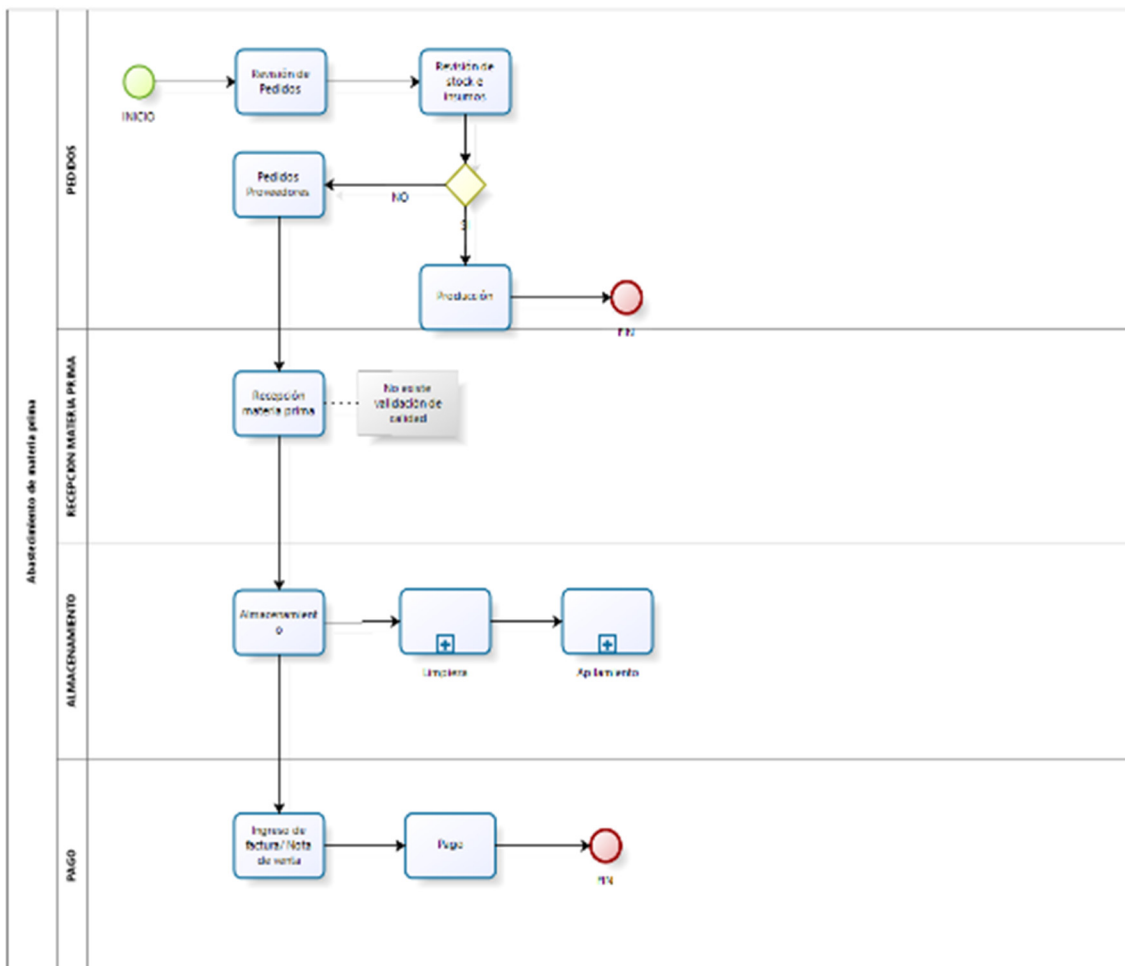 Abastecimiento de materia prima
PEDIDOS
INICIO
Revisión de
Pedidos
Revisión de
stock e
insumos
Pedidos
Proveedores
NO
Producción
FIN
RECEPCION MATERIA PRIMA
Recepción
materia prima
No existe
validación de
calidad
ALMACENAMIENTO
Almacenamient
o
Limpieza
Apilamiento
PAGO
Ingreso de
factura/ Nota
de venta
Pago
FIN